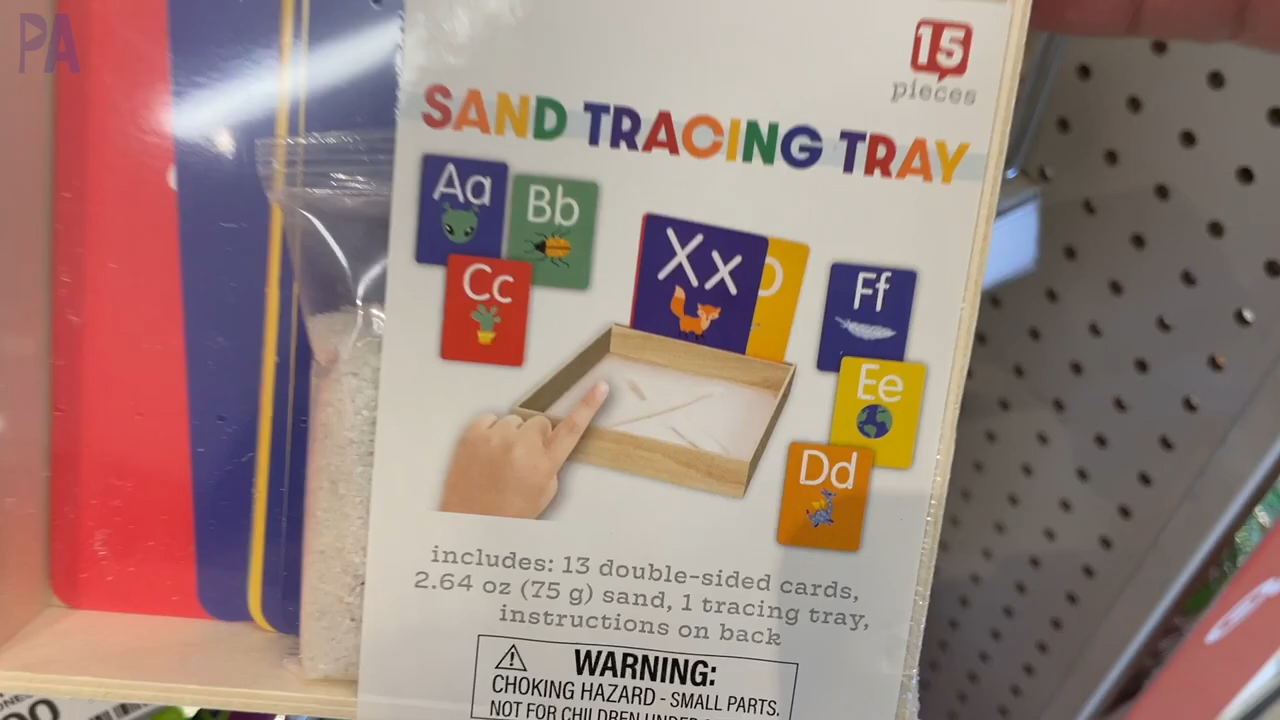 PA
15
pieces
SAND TRACING TRAY
Aa
Bb
Cc
Xx
Ff
Ee
Dd
includes: 13 double-sided cards,
2.64 oz (75 g) sand, 1 tracing tray,
instructions on back
WARNING:
CHOKING HAZARD - SMALL PARTS.
NOT FOR CHILDREN UNDER